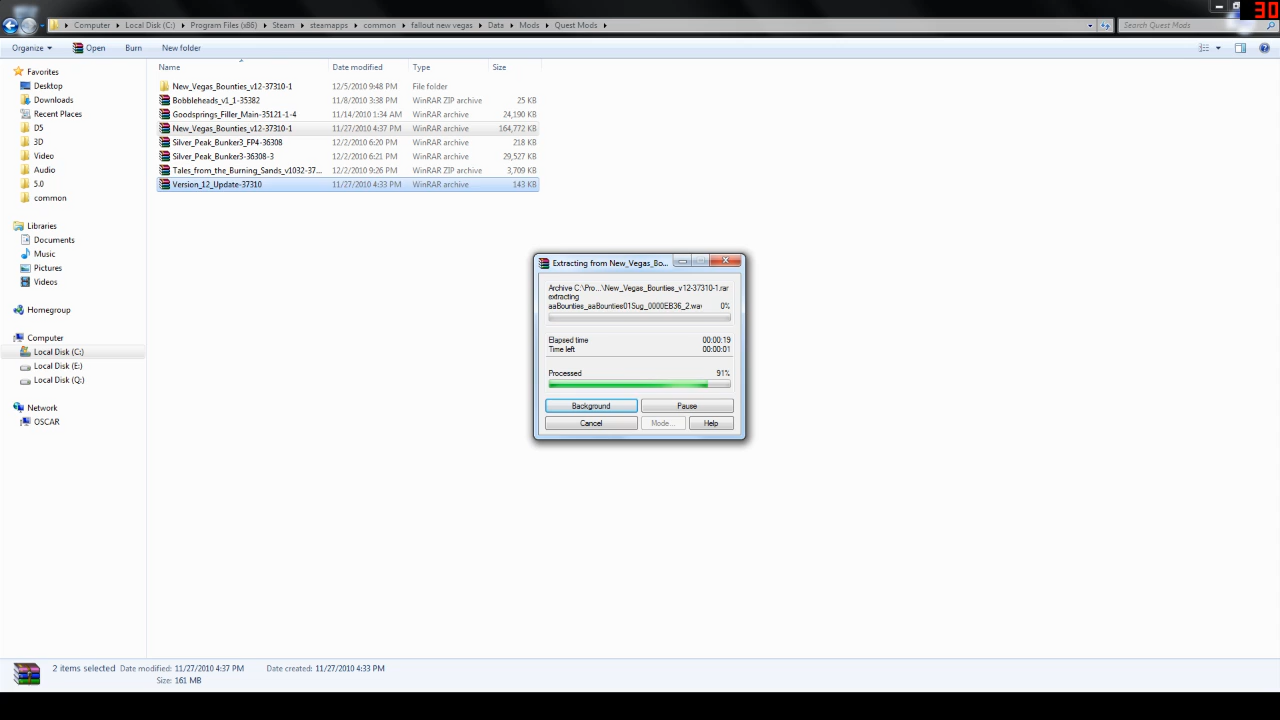 Computer Local Disk (C:) Program Files (x86) Steam steamapps common fallout new vegas Data Mods Quest Mods Search Quest Mods 30
Organize Open Burn New folder
Name Date modified Type Size
Favorites
Desktop
Downloads
Recent Places
D5
3D
Video
Audio
5.0
common
Libraries
Documents
Music
Pictures
Videos
Homegroup
Computer
Local Disk (C:)
Local Disk (E:)
Local Disk (Q:)
Network
OSCAR
New_Vegas_Bounties_v12-37310-1 12/5/2010 9:48 PM File folder
Bobbleheads_v1_1-35382 11/8/2010 3:38 PM WinRAR ZIP archive 25 KB
Goodsprings_Filler_Main-35121-1-4 11/14/2010 1:34 AM WinRAR archive 24,190 KB
New_Vegas_Bounties_v12-37310-1 11/27/2010 4:37 PM WinRAR archive 164,772 KB
Silver_Peak_Bunker3_FP4-36308 12/2/2010 6:20 PM WinRAR archive 218 KB
Silver_Peak_Bunker3-36308-3 12/2/2010 6:21 PM WinRAR archive 29,527 KB
Tales_from_the_Burning_Sands_v1032-37... 12/2/2010 9:26 PM WinRAR ZIP archive 3,709 KB
Version_12_Update-37310 11/27/2010 4:33 PM WinRAR archive 143 KB
Extracting from New_Vegas_Bo...
Archive C:\Pro...\New_Vegas_Bounties_v12-37310-1.rar
extracting
aaBounties_aaBounties01Sug_0000EB36_2.wav 0%
Elapsed time 00:00:19
Time left 00:00:01
Processed 91%
Background Pause
Cancel Mode... Help
2 items selected Date modified: 11/27/2010 4:37 PM Date created: 11/27/2010 4:33 PM
Size: 161 MB